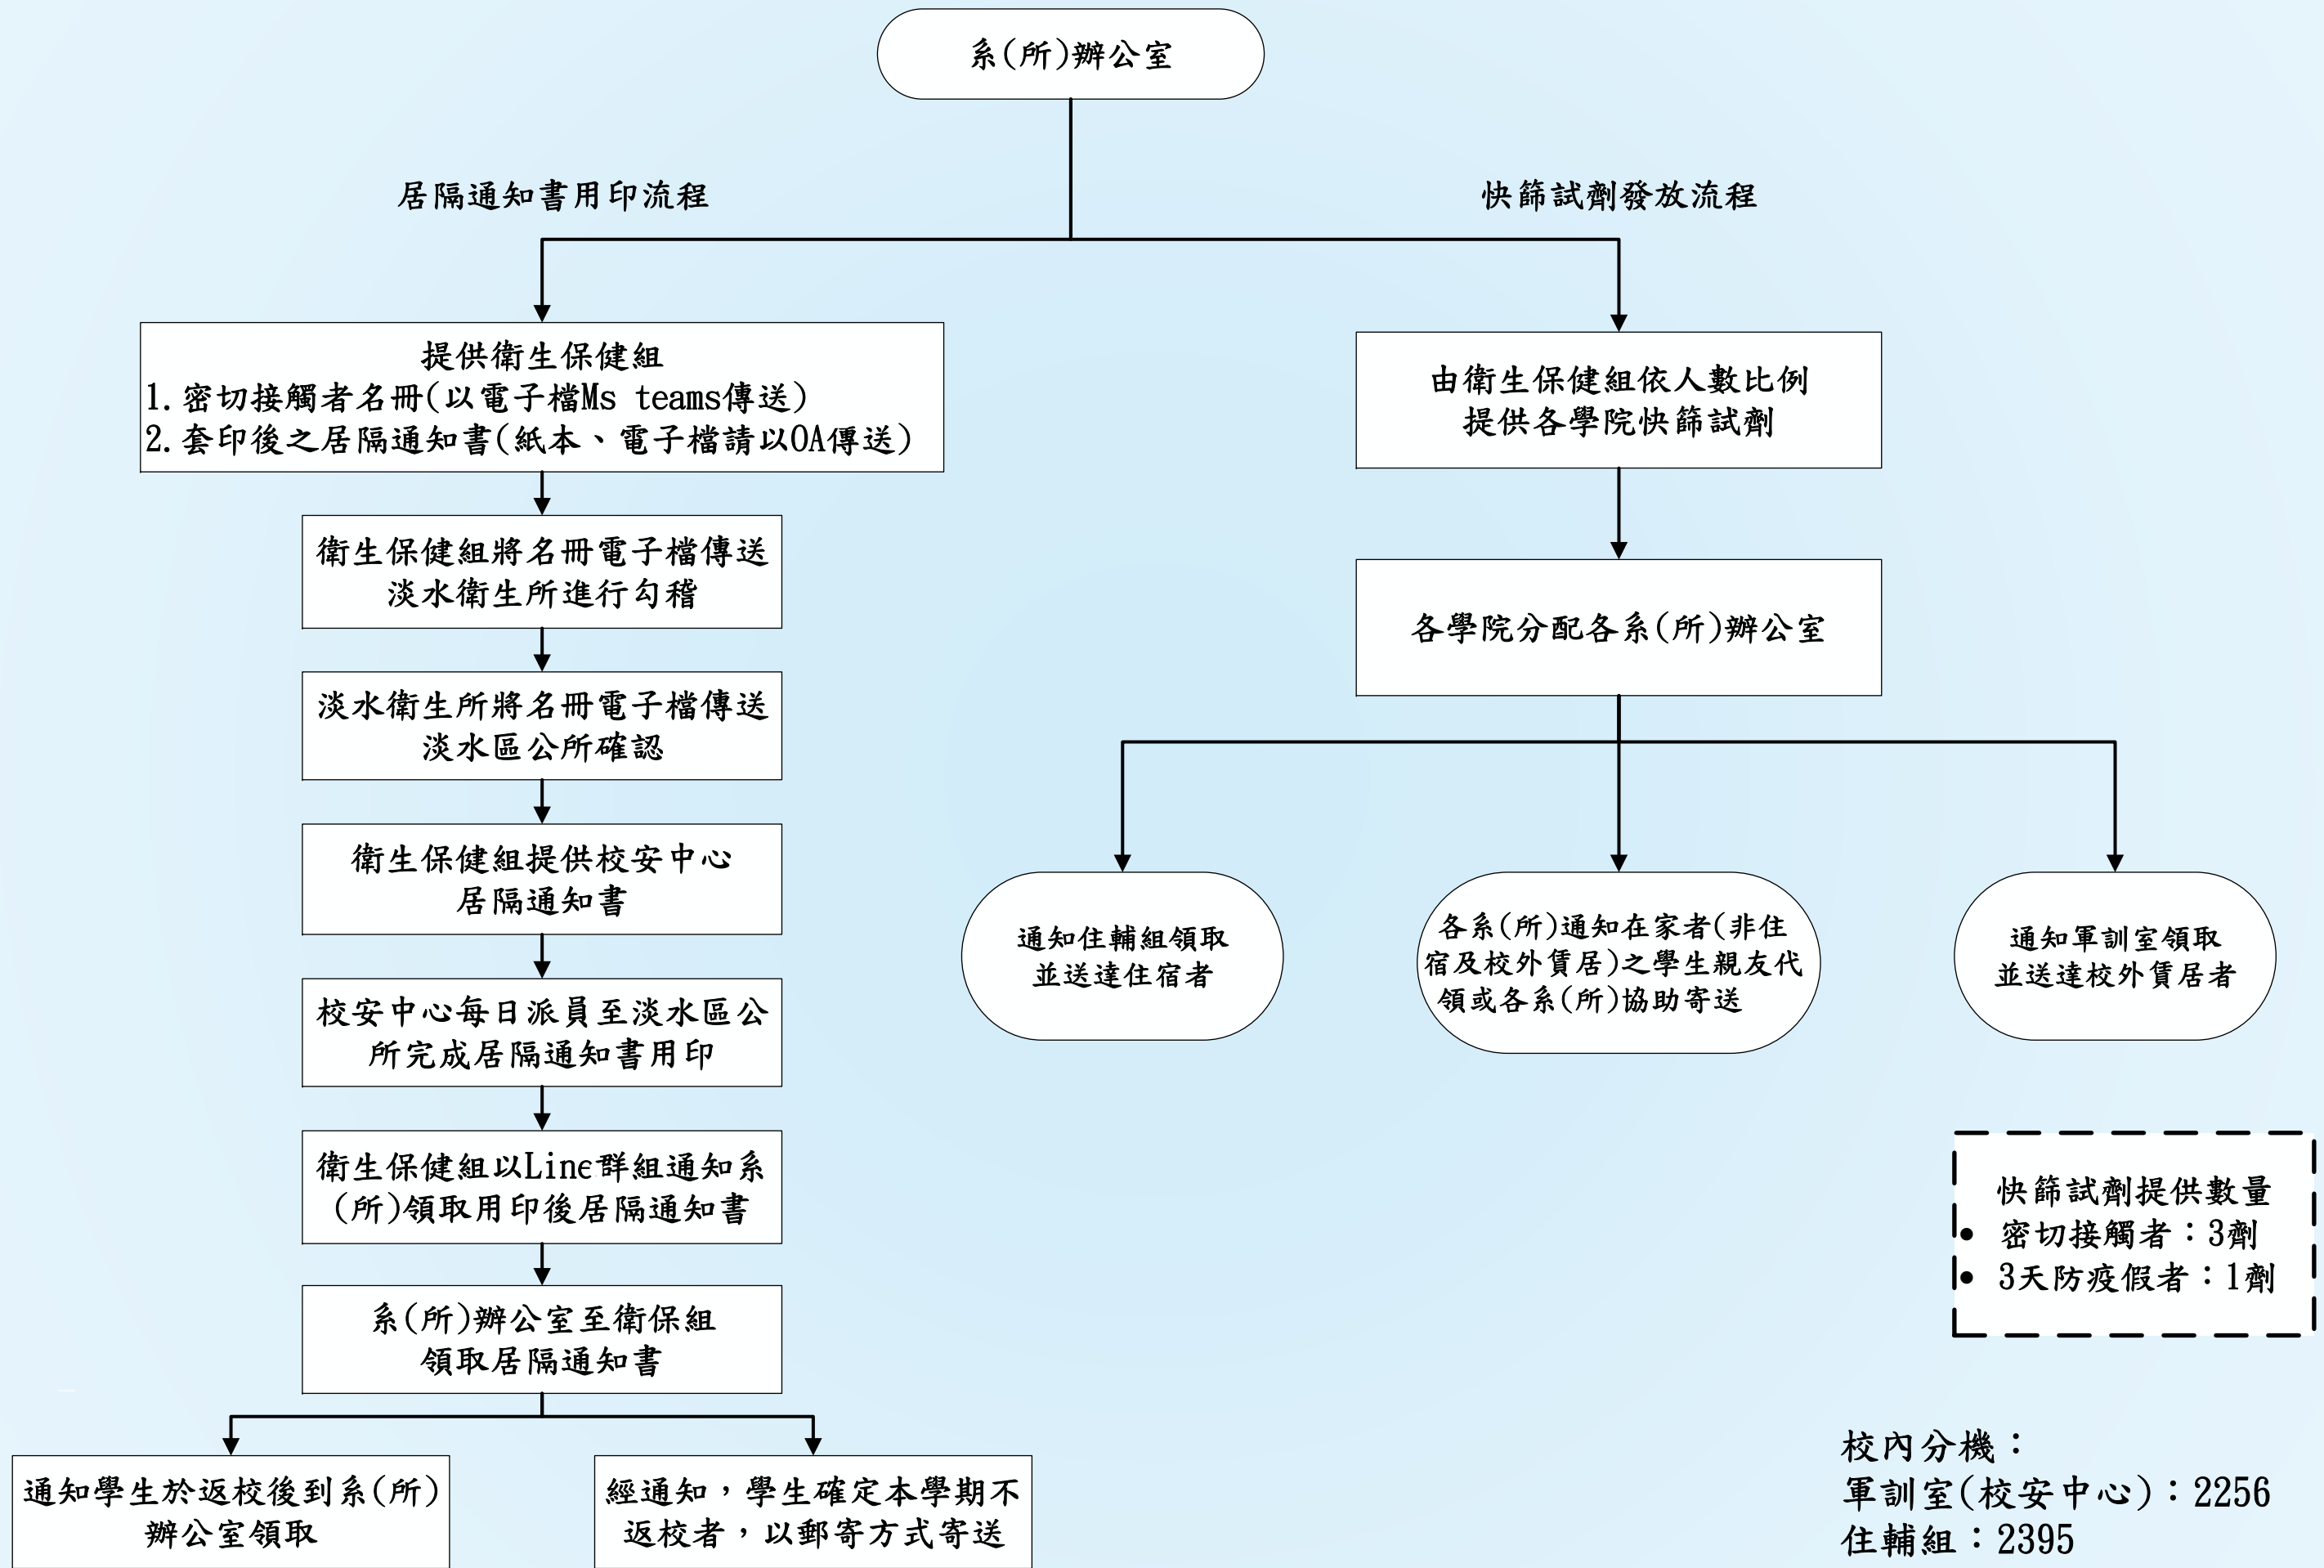 系(所)辦公室
居隔通知書用印流程
快篩試劑發放流程
提供衛生保健組
1.密切接觸者名冊(以電子檔Ms teams傳送)
2.套印後之居隔通知書(紙本、電子檔請以OA傳送)
衛生保健組將名冊電子檔傳送
淡水衛生所進行勾稽
淡水衛生所將名冊電子檔傳送
淡水區公所確認
衛生保健組提供校安中心
居隔通知書
校安中心每日派員至淡水區公
所完成居隔通知書用印
衛生保健組以Line群組通知系
(所)領取用印後居隔通知書
系(所)辦公室至衛保組
領取居隔通知書
通知學生於返校後到系(所)
辦公室領取
經通知，學生確定本學期不
返校者，以郵寄方式寄送
由衛生保健組依人數比例
提供各學院快篩試劑
各學院分配各系(所)辦公室
通知住輔組領取
並送達住宿者
各系(所)通知在家者(非住
宿及校外賃居)之學生親友代
領或各系(所)協助寄送
通知軍訓室領取
並送達校外賃居者
快篩試劑提供數量
• 密切接觸者：3劑
• 3天防疫假者：1劑
校內分機：
軍訓室(校安中心)：2256
住輔組：2395